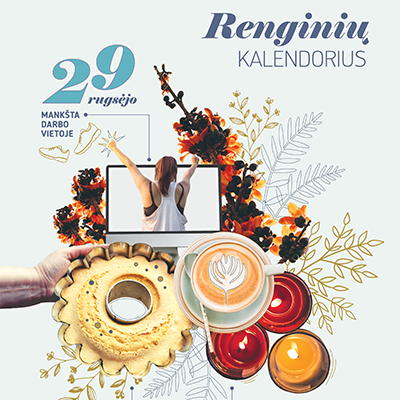 Renginių
KALENDORIUS
29
rugsėjo
MANKŠTA
DARBO
VIETOJE